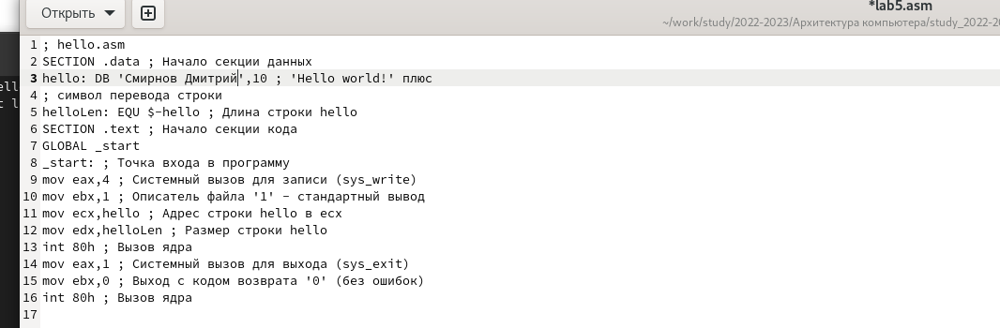 Открыть
*lab5.asm
~/work/study/2022-2023/Архитектура компьютера/study_2022-20
ell
t l
1 ; hello.asm
2 SECTION .data ; Начало секции данных
3 hello: DB 'Смирнов Дмитрий',10 ; 'Hello world!' плюс
4 ; символ перевода строки
5 helloLen: EQU $-hello ; Длина строки hello
6 SECTION .text ; Начало секции кода
7 GLOBAL _start
8 _start: ; Точка входа в программу
9 mov eax,4 ; Системный вызов для записи (sys_write)
10 mov ebx,1 ; Описатель файла '1' - стандартный вывод
11 mov ecx,hello ; Адрес строки hello в ecx
12 mov edx,helloLen ; Размер строки hello
13 int 80h ; Вызов ядра
14 mov eax,1 ; Системный вызов для выхода (sys_exit)
15 mov ebx,0 ; Выход с кодом возврата '0' (без ошибок)
16 int 80h ; Вызов ядра
17